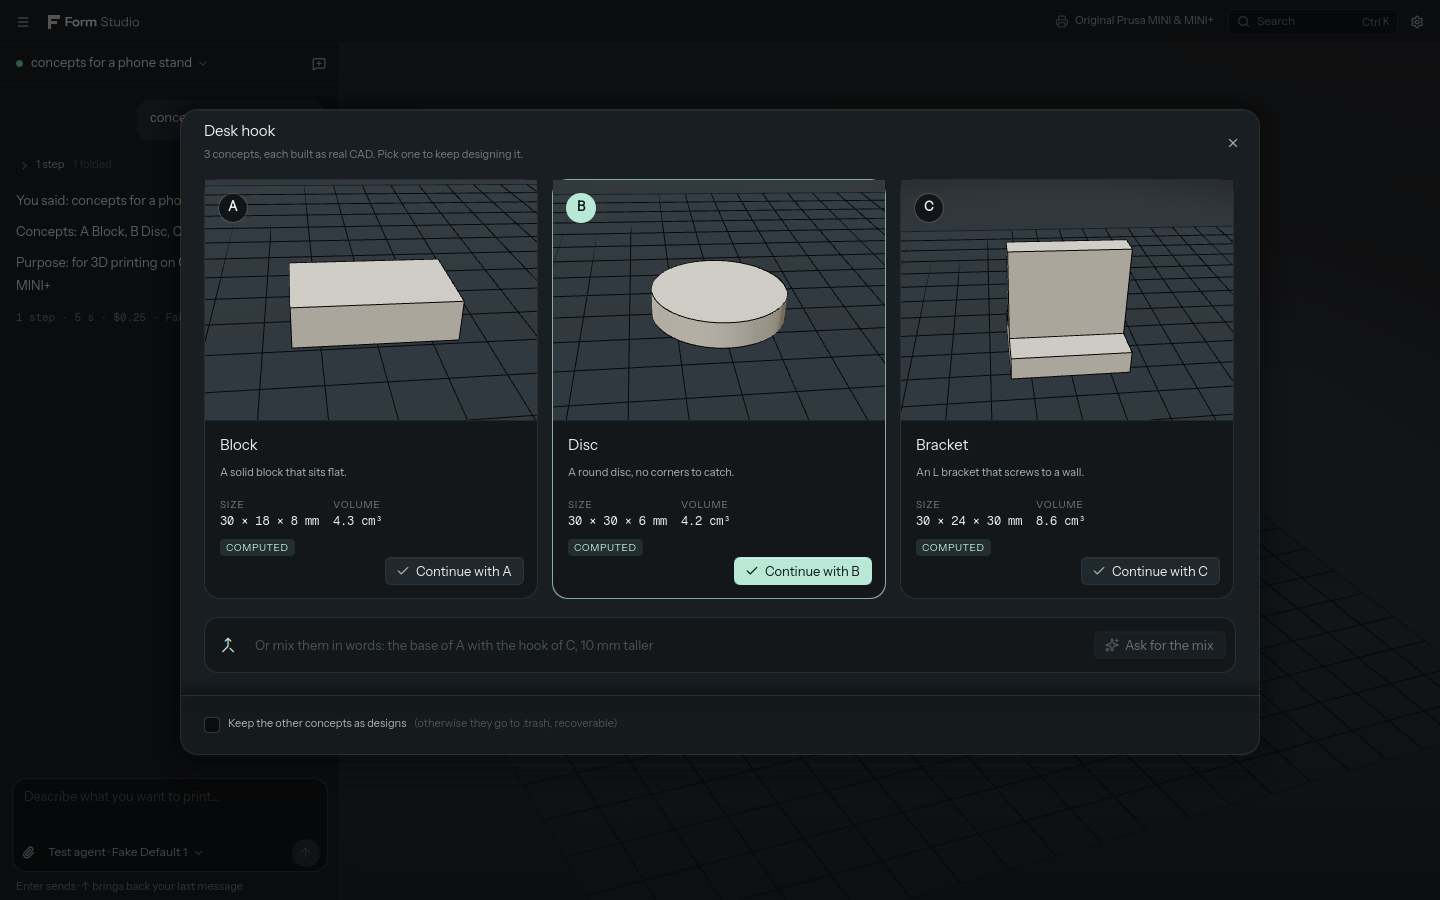 Form Studio
Original Prusa MINI & MINI+
Search
Ctrl K
concepts for a phone stand
conce
1 step 1 folded
You said: concepts for a pho
Concepts: A Block, B Disc, C
Purpose: for 3D printing on
MINI+
1 step · 5 s · $0.25 · Fa
Desk hook
3 concepts, each built as real CAD. Pick one to keep designing it.
A
Block
A solid block that sits flat.
SIZE VOLUME
30 × 18 × 8 mm 4.3 cm³
COMPUTED
Continue with A
B
Disc
A round disc, no corners to catch.
SIZE VOLUME
30 × 30 × 6 mm 4.2 cm³
COMPUTED
Continue with B
C
Bracket
An L bracket that screws to a wall.
SIZE VOLUME
30 × 24 × 30 mm 8.6 cm³
COMPUTED
Continue with C
Or mix them in words: the base of A with the hook of C, 10 mm taller
Ask for the mix
Keep the other concepts as designs (otherwise they go to .trash, recoverable)
Describe what you want to print...
Test agent · Fake Default 1
Enter sends · ↑ brings back your last message